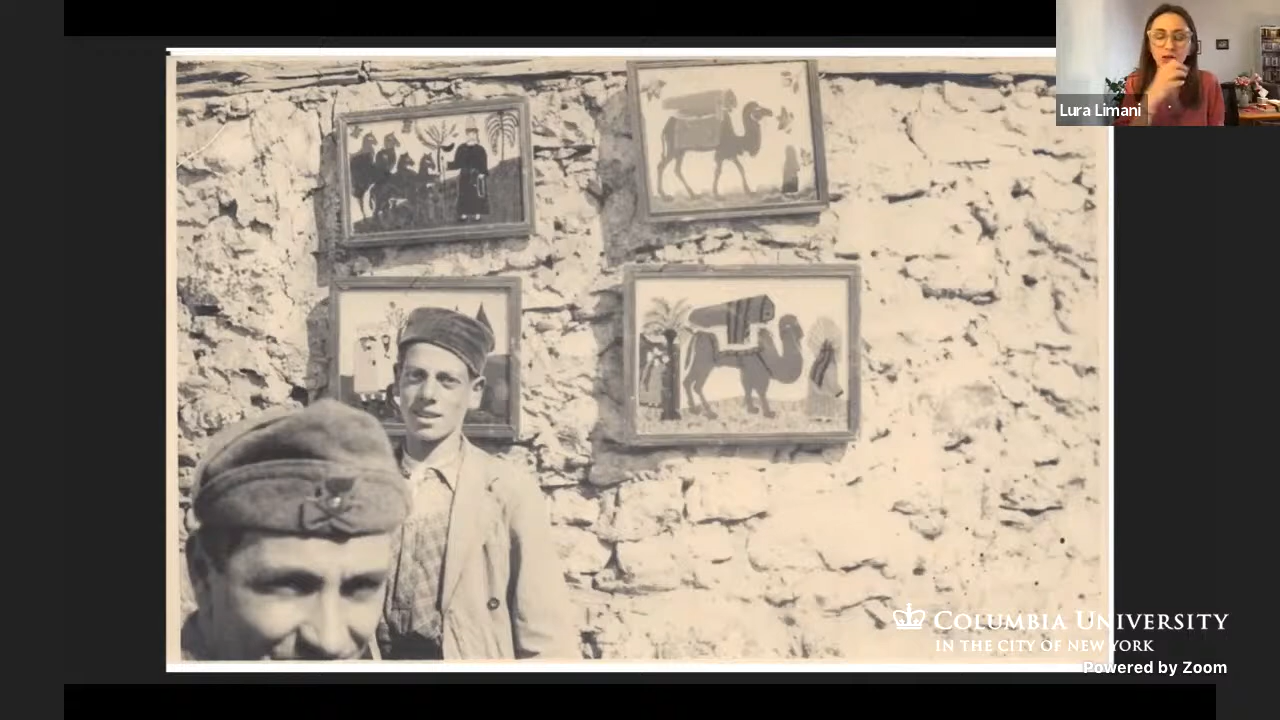 Lura Limani
COLUMBIA UNIVERSITY
IN THE CITY OF NEW YORK
Powered by Zoom